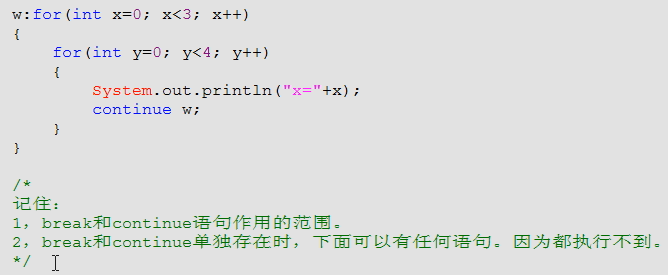 w:for(int x=0; x<3; x++)
{
for(int y=0; y<4; y++)
{
System.out.println("x="+x);
continue w;
}
}
/*
记住:
1, break和continue语句作用的范围。
2, break和continue单独存在时，下面可以有任何语句。因为都执行不到。
*/